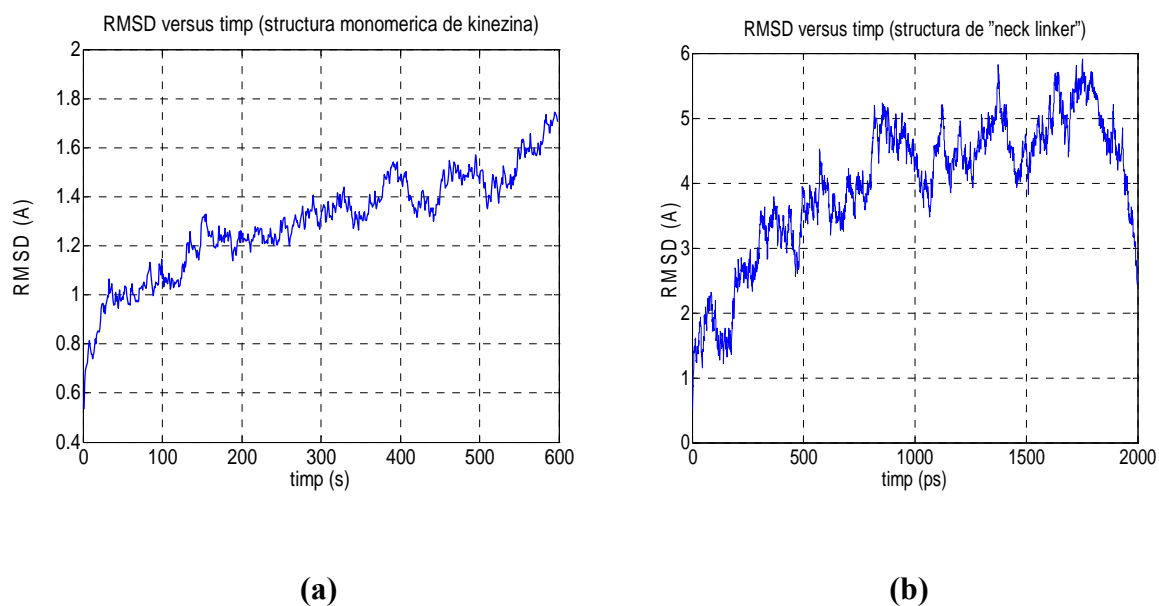 RMSD versus timp (structura monomerica de kinezina)
2
1.8
1.6
1.4
1.2
1
0.8
0.6
0.4
RMSD (A)
0 100 200 300 400 500 600
timp (s)
(a)
RMSD versus timp (structura de "neck linker")
6
5
4
3
2
1
0
RMSD (A)
0 500 1000 1500 2000
timp (ps)
(b)